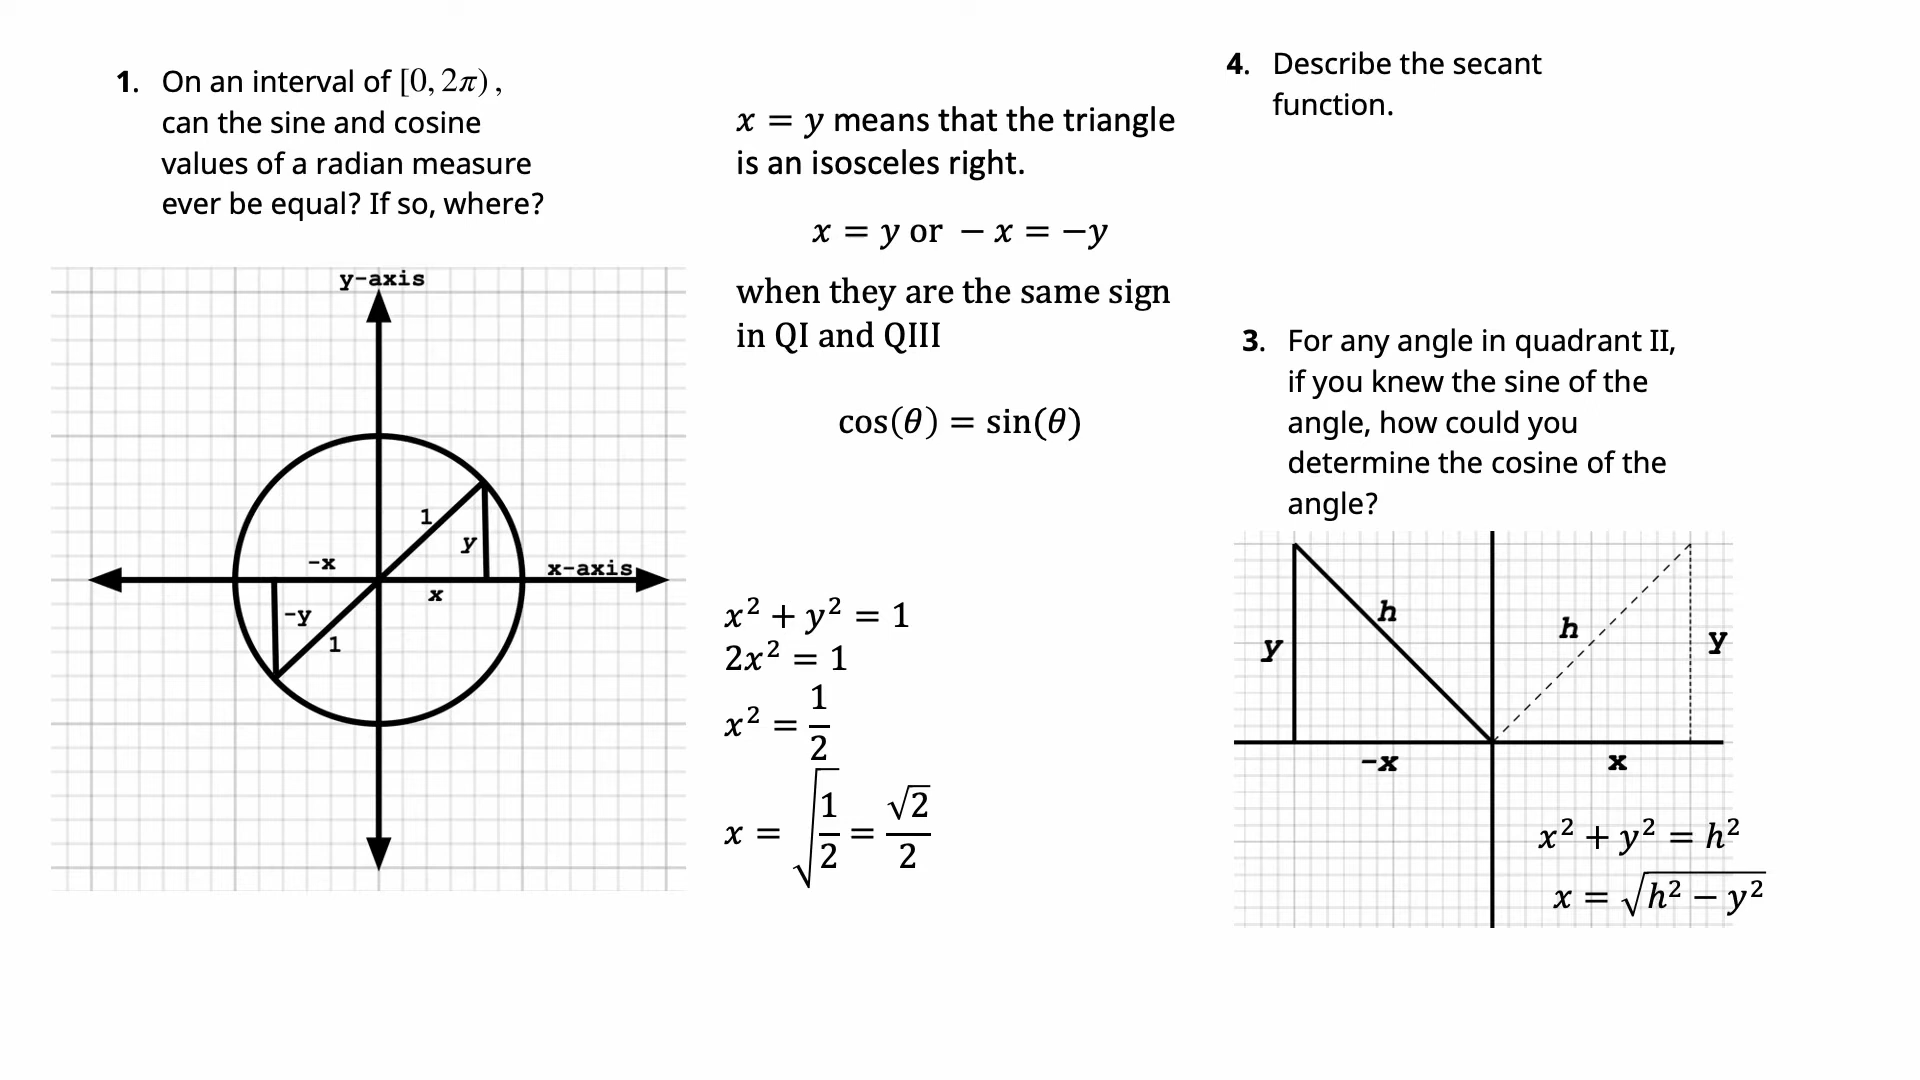 1. On an interval of [0, 2π),
can the sine and cosine
values of a radian measure
ever be equal? If so, where?
y-axis
1
y
-x
x-axis
x
-y
1
x = y means that the triangle
is an isosceles right.
x = y or − x = −y
when they are the same sign
in QI and QIII
cos(θ) = sin(θ)
x² + y² = 1
2x² = 1
x² = 1/2
x = √(1/2) = √2/2
4. Describe the secant
function.
3. For any angle in quadrant II,
if you knew the sine of the
angle, how could you
determine the cosine of the
angle?
h
h
y
y
-x
x
x² + y² = h²
x = √(h² − y²)